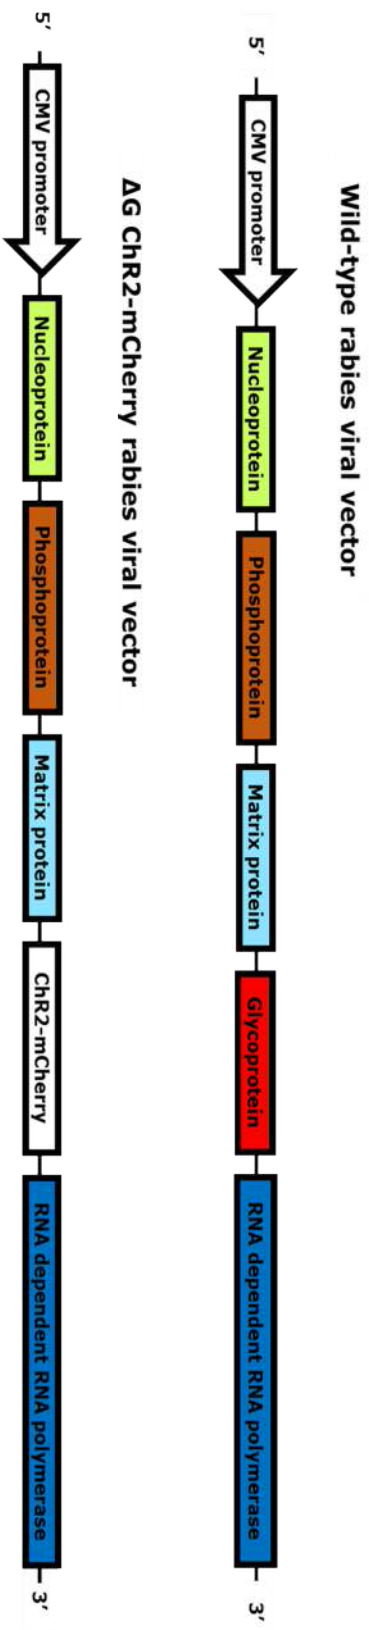 Wild-type rabies viral vector
5′ CMV promoter Nucleoprotein Phosphoprotein Matrix protein Glycoprotein RNA dependent RNA polymerase 3′
ΔG ChR2-mCherry rabies viral vector
5′ CMV promoter Nucleoprotein Phosphoprotein Matrix protein ChR2-mCherry RNA dependent RNA polymerase 3′